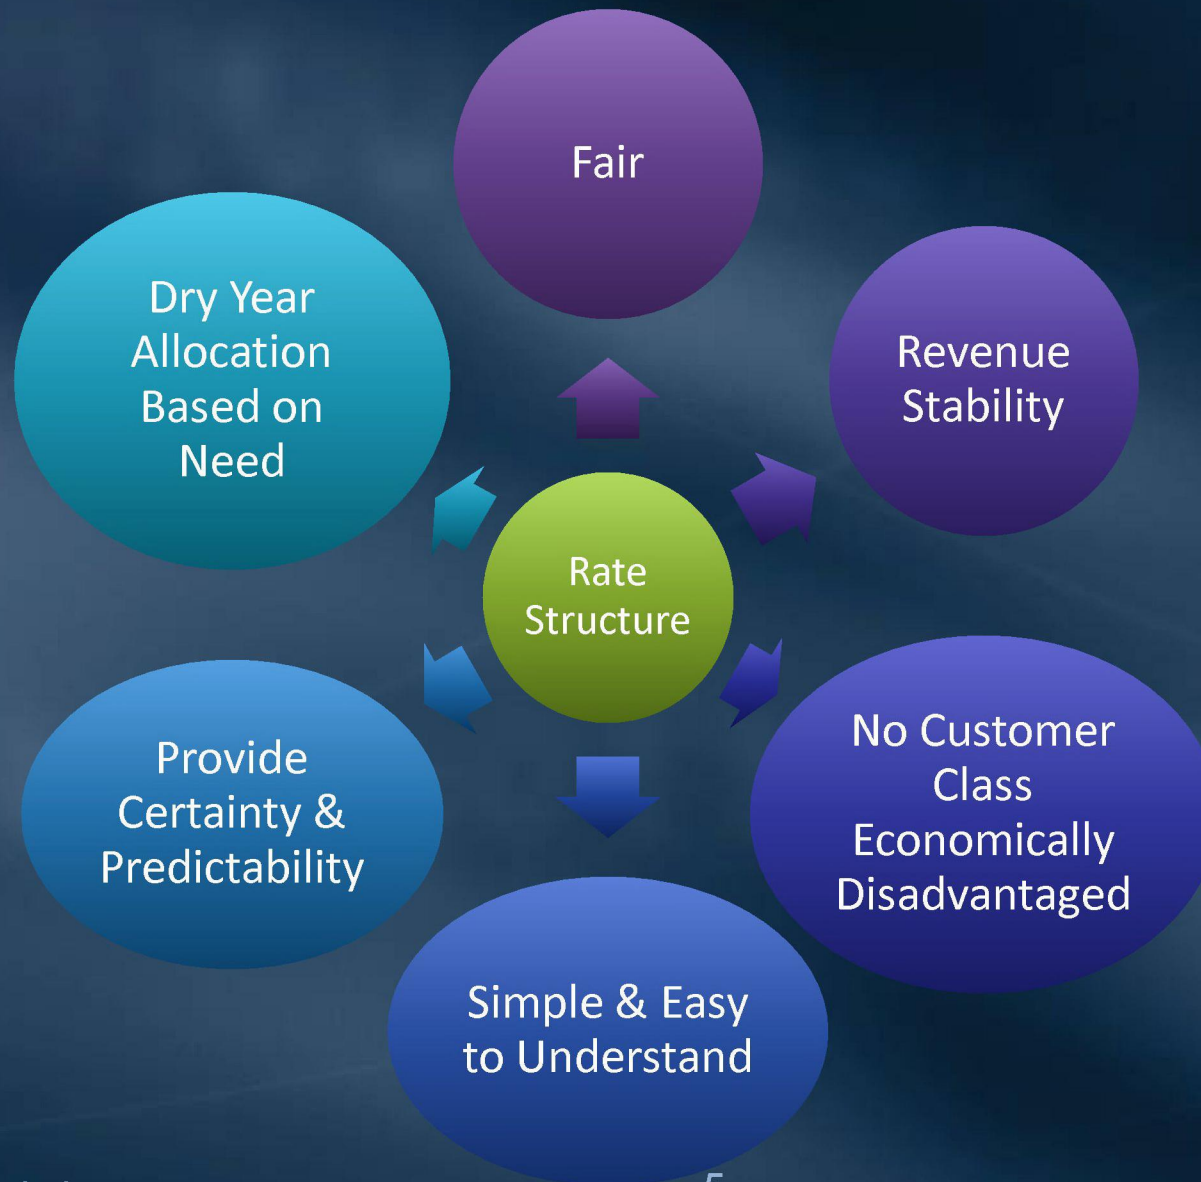 Fair
Revenue
Stability
No Customer
Class
Economically
Disadvantaged
Simple & Easy
to Understand
Provide
Certainty &
Predictability
Dry Year
Allocation
Based on
Need
Rate
Structure